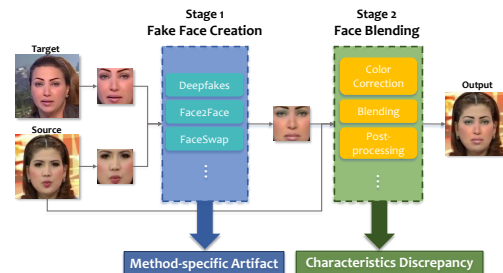 Stage 1
Fake Face Creation
Stage 2
Face Blending
Target
Source
Deepfakes
Face2Face
FaceSwap
⋮
Color
Correction
Blending
Post-
processing
⋮
Output
Method-specific Artifact
Characteristics Discrepancy